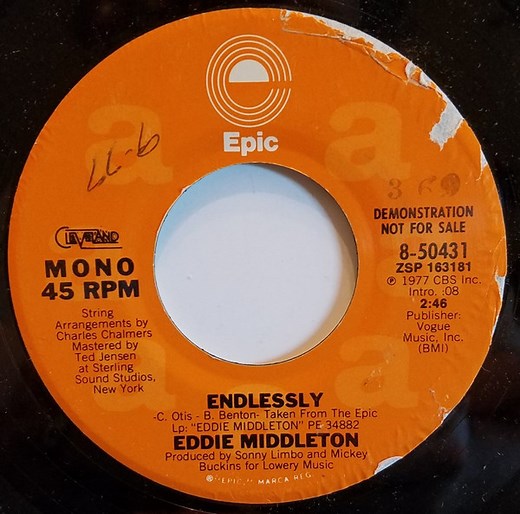 Epic
9-77
CLEVELAND
MONO
45 RPM
String
Arrangements by
Charles Chalmers
Mastered by
Ted Jensen
at Sterling
Sound Studios,
New York
DEMONSTRATION
NOT FOR SALE
8-50431
ZSP 163181
℗ 1977 CBS Inc.
Intro. :08
2:46
Publisher:
Vogue
Music, Inc,
(BMI)
ENDLESSLY
-C. Otis - B. Benton- Taken From The Epic
Lp: "EDDIE MIDDLETON" PE 34882
EDDIE MIDDLETON
Produced by Sonny Limbo and Mickey
Buckins for Lowery Music
a a a a a